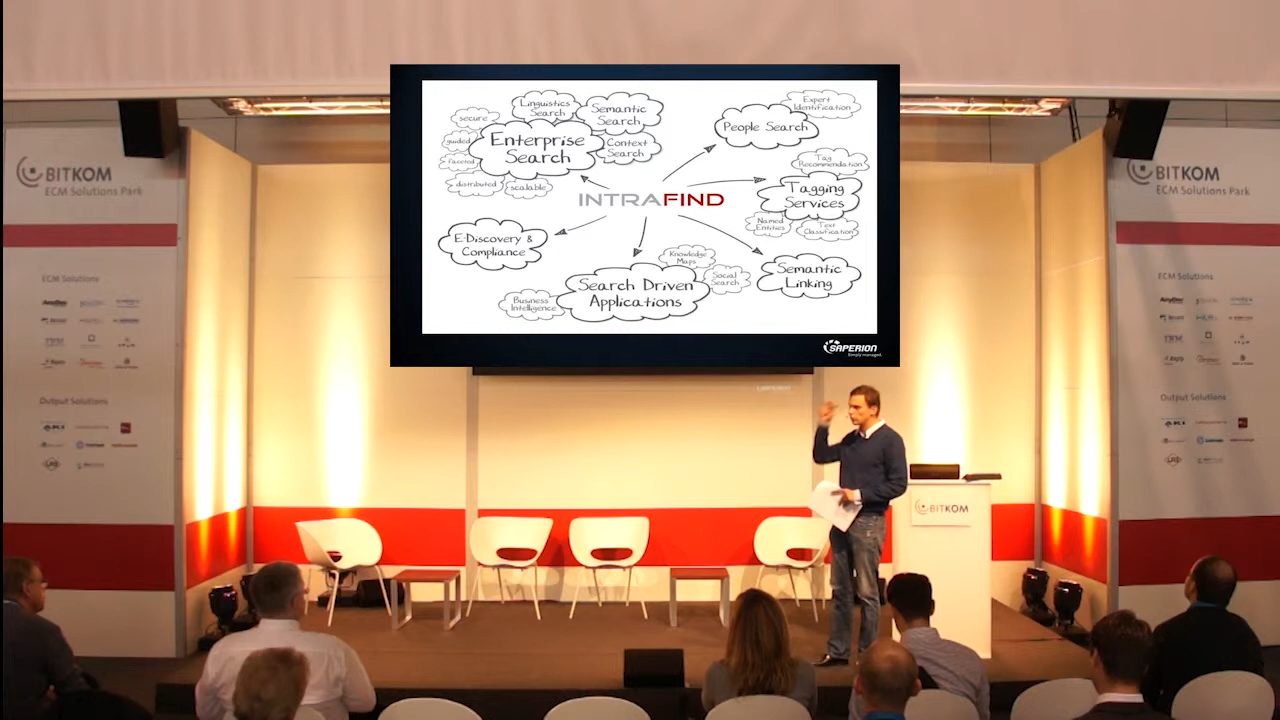 Linguistics
Search
Semantic
Search
secure
Enterprise
Search
guided
Context
Search
faceted
distributed
scalable
People Search
Expert
Identification
Tag
Recommendation
Tagging
Services
Named
Entities
Text
Classification
INTRAFIND
E-Discovery &
Compliance
Knowledge
Maps
Social
Search
Search Driven
Applications
Business
Intelligence
Semantic
Linking
SAPERION
Simply managed.
BITKOM
ECM Solutions Park
ECM Solutions
Output Solutions
BITKOM
ECM Solutions Park
ECM Solutions
Output Solutions
BITKOM